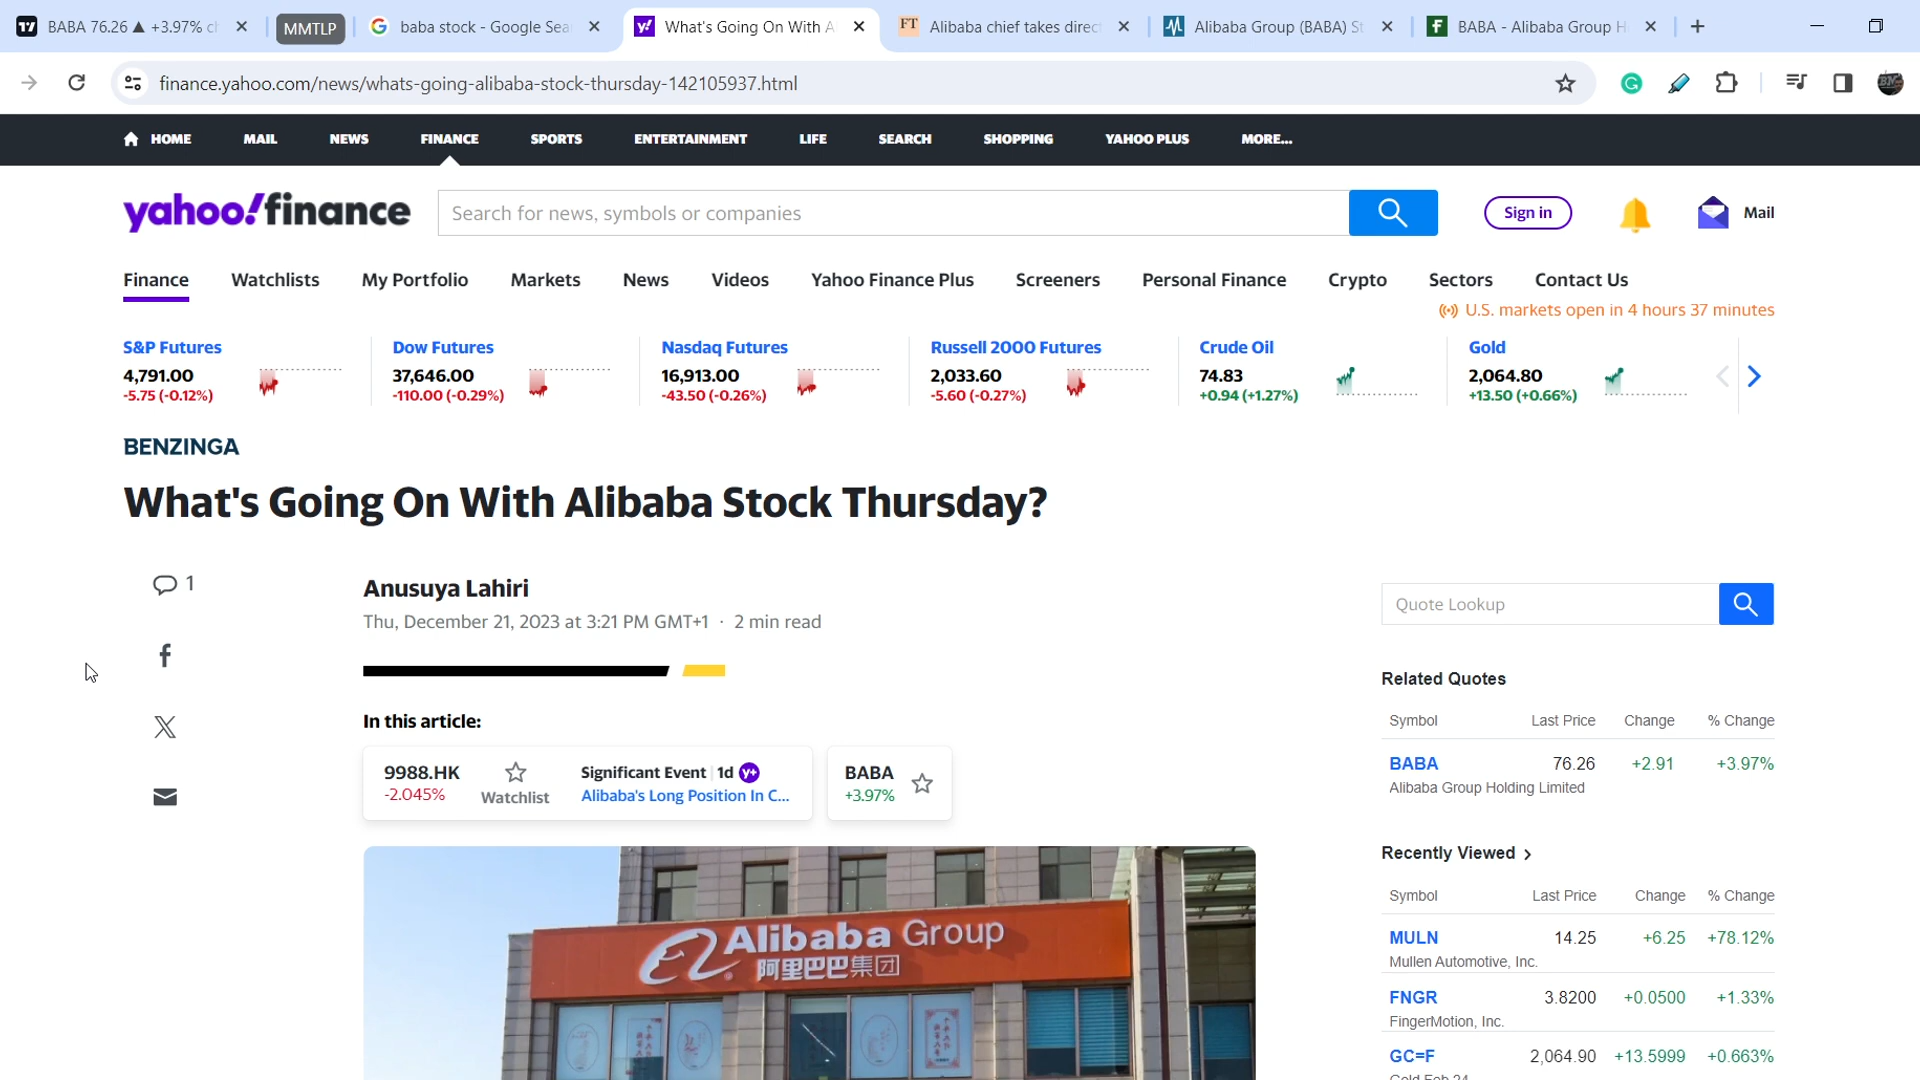 BABA 76.26 ▲ +3.97% ch
MMTLP
baba stock - Google Sea
What's Going On With A
FT
Alibaba chief takes direc
Alibaba Group (BABA) St
BABA - Alibaba Group H
finance.yahoo.com/news/whats-going-alibaba-stock-thursday-142105937.html
HOME MAIL NEWS FINANCE SPORTS ENTERTAINMENT LIFE SEARCH SHOPPING YAHOO PLUS MORE...
yahoo!finance
Search for news, symbols or companies
Sign in
Mail
Finance Watchlists My Portfolio Markets News Videos Yahoo Finance Plus Screeners Personal Finance Crypto Sectors Contact Us
U.S. markets open in 4 hours 37 minutes
S&P Futures Dow Futures Nasdaq Futures Russell 2000 Futures Crude Oil Gold
4,791.00 37,646.00 16,913.00 2,033.60 74.83 2,064.80
-5.75 (-0.12%) -110.00 (-0.29%) -43.50 (-0.26%) -5.60 (-0.27%) +0.94 (+1.27%) +13.50 (+0.66%)
BENZINGA
What's Going On With Alibaba Stock Thursday?
1
Anusuya Lahiri
Thu, December 21, 2023 at 3:21 PM GMT+1 · 2 min read
In this article:
9988.HK
-2.045%
Watchlist
Significant Event 1d y+
Alibaba's Long Position In C...
BABA
+3.97%
Alibaba Group
阿里巴巴集团
Quote Lookup
Related Quotes
Symbol Last Price Change % Change
BABA 76.26 +2.91 +3.97%
Alibaba Group Holding Limited
Recently Viewed
Symbol Last Price Change % Change
MULN 14.25 +6.25 +78.12%
Mullen Automotive, Inc.
FNGR 3.8200 +0.0500 +1.33%
FingerMotion, Inc.
GC=F 2,064.90 +13.5999 +0.663%
Gold Feb 24